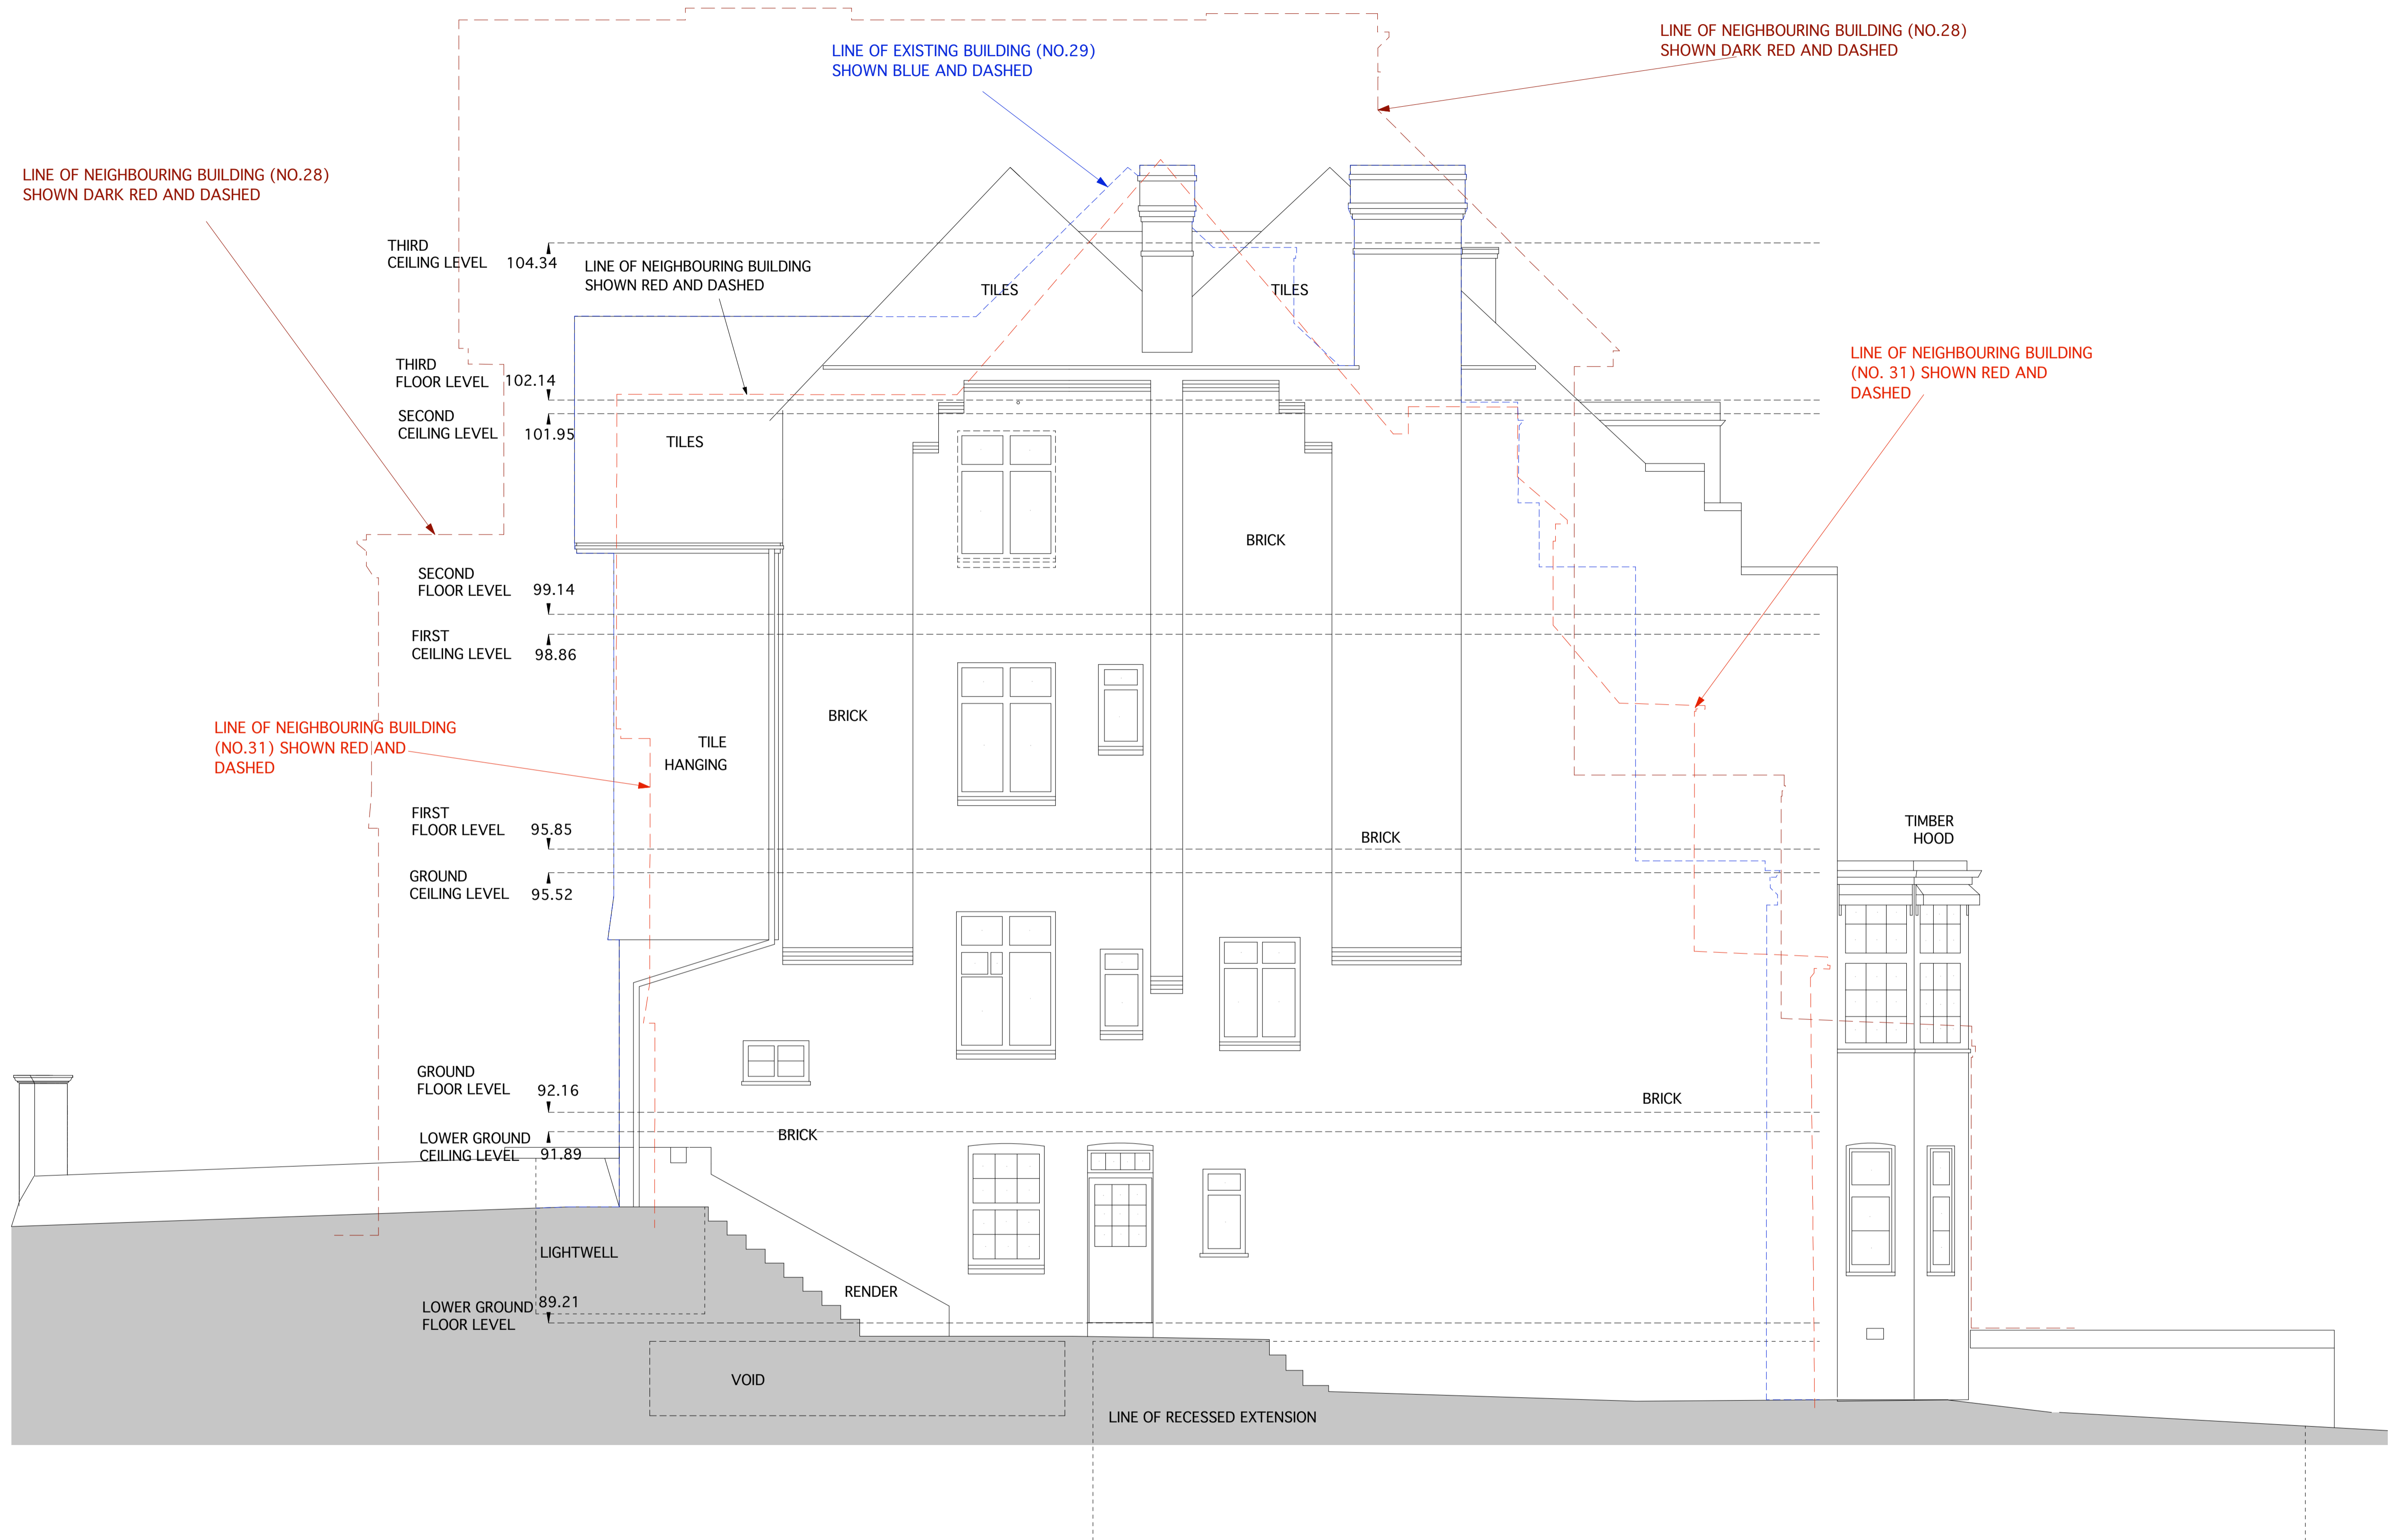 LINE OF NEIGHBOURING BUILDING (NO.28)
SHOWN DARK RED AND DASHED
LINE OF EXISTING BUILDING (NO.29)
SHOWN BLUE AND DASHED
LINE OF NEIGHBOURING BUILDING (NO.28)
SHOWN DARK RED AND DASHED
THIRD
CEILING LEVEL 104.34
LINE OF NEIGHBOURING BUILDING
SHOWN RED AND DASHED
TILES
TILES
THIRD
FLOOR LEVEL 102.14
LINE OF NEIGHBOURING BUILDING
(NO. 31) SHOWN RED AND
DASHED
SECOND
CEILING LEVEL 101.95
TILES
BRICK
SECOND
FLOOR LEVEL 99.14
FIRST
CEILING LEVEL 98.86
BRICK
LINE OF NEIGHBOURING BUILDING
(NO.31) SHOWN RED AND
DASHED
TILE
HANGING
FIRST
FLOOR LEVEL 95.85
BRICK
TIMBER
HOOD
GROUND
CEILING LEVEL 95.52
GROUND
FLOOR LEVEL 92.16
BRICK
LOWER GROUND
CEILING LEVEL 91.89
BRICK
LIGHTWELL
RENDER
LOWER GROUND 89.21
FLOOR LEVEL
VOID
LINE OF RECESSED EXTENSION